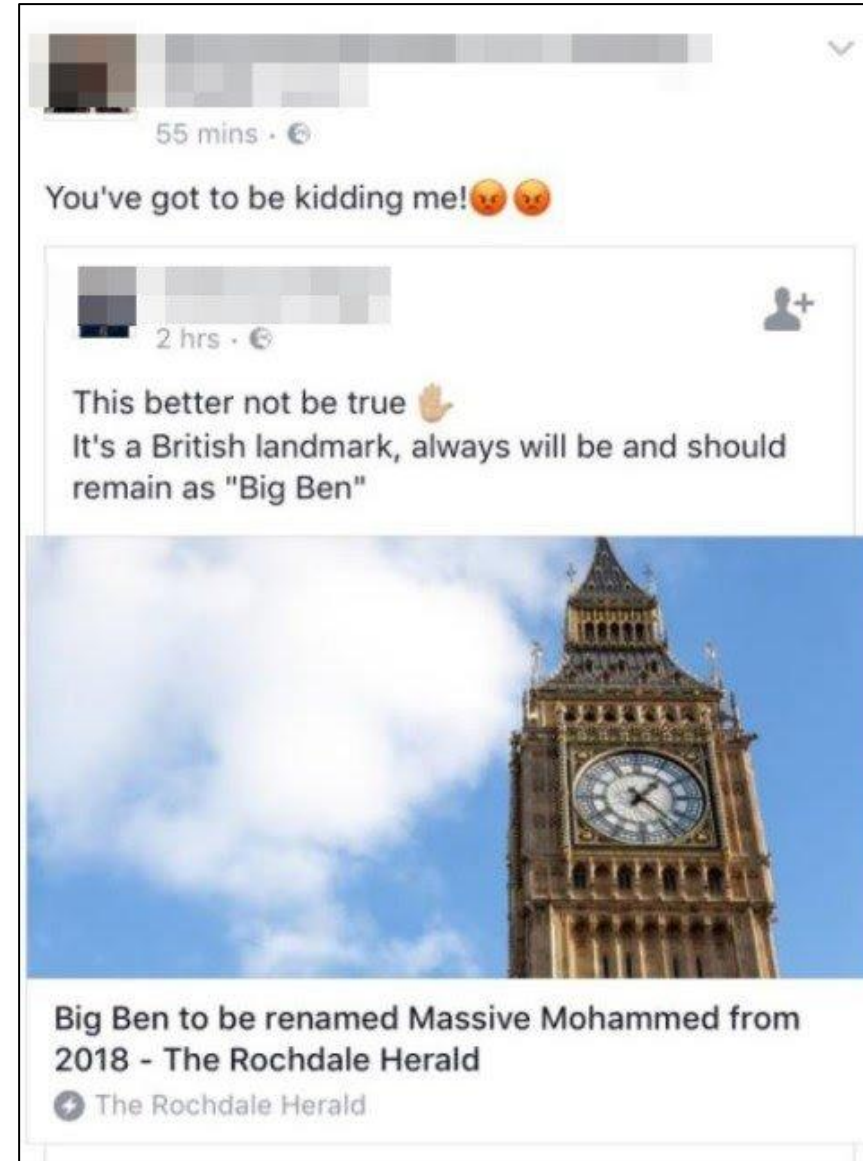 55 mins ·
You've got to be kidding me!😡😡
2 hrs ·
This better not be true ✋🏼
It's a British landmark, always will be and should
remain as "Big Ben"
Big Ben to be renamed Massive Mohammed from
2018 - The Rochdale Herald
The Rochdale Herald